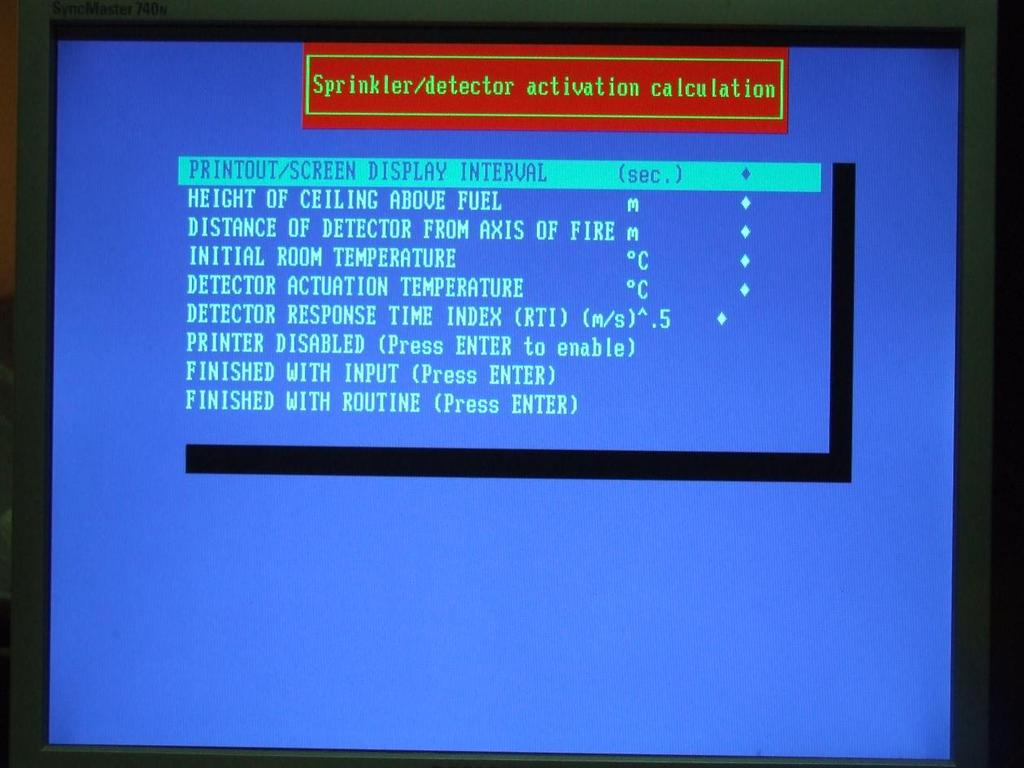 SyncMaster 740N
Sprinkler/detector activation calculation
PRINTOUT/SCREEN DISPLAY INTERVAL (sec.) ♦
HEIGHT OF CEILING ABOVE FUEL m ♦
DISTANCE OF DETECTOR FROM AXIS OF FIRE m ♦
INITIAL ROOM TEMPERATURE °C ♦
DETECTOR ACTUATION TEMPERATURE °C ♦
DETECTOR RESPONSE TIME INDEX (RTI) (m/s)^.5 ♦
PRINTER DISABLED (Press ENTER to enable)
FINISHED WITH INPUT (Press ENTER)
FINISHED WITH ROUTINE (Press ENTER)